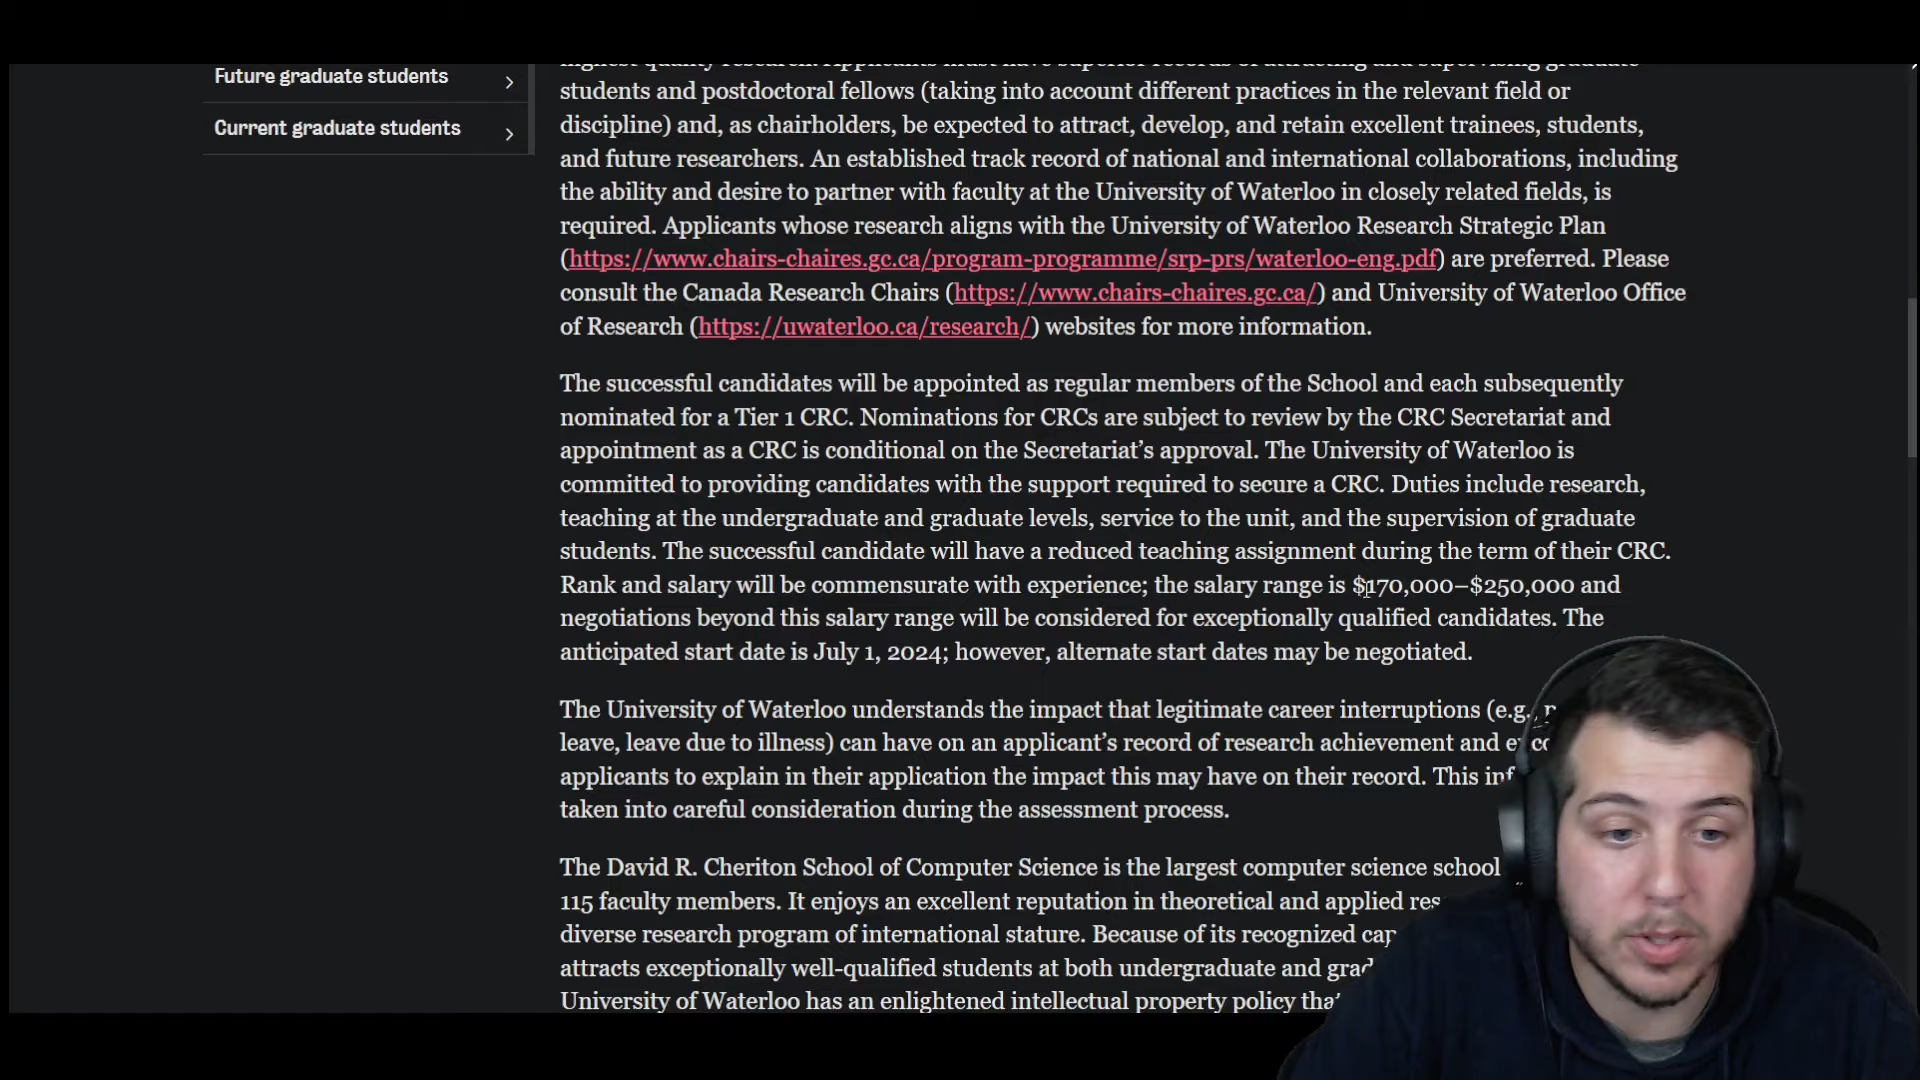 Future graduate students
Current graduate students
highest quality research. Applicants must have superior records of attracting and supervising graduate
students and postdoctoral fellows (taking into account different practices in the relevant field or
discipline) and, as chairholders, be expected to attract, develop, and retain excellent trainees, students,
and future researchers. An established track record of national and international collaborations, including
the ability and desire to partner with faculty at the University of Waterloo in closely related fields, is
required. Applicants whose research aligns with the University of Waterloo Research Strategic Plan
(https://www.chairs-chaires.gc.ca/program-programme/srp-prs/waterloo-eng.pdf) are preferred. Please
consult the Canada Research Chairs (https://www.chairs-chaires.gc.ca/) and University of Waterloo Office
of Research (https://uwaterloo.ca/research/) websites for more information.
The successful candidates will be appointed as regular members of the School and each subsequently
nominated for a Tier 1 CRC. Nominations for CRCs are subject to review by the CRC Secretariat and
appointment as a CRC is conditional on the Secretariat’s approval. The University of Waterloo is
committed to providing candidates with the support required to secure a CRC. Duties include research,
teaching at the undergraduate and graduate levels, service to the unit, and the supervision of graduate
students. The successful candidate will have a reduced teaching assignment during the term of their CRC.
Rank and salary will be commensurate with experience; the salary range is $170,000–$250,000 and
negotiations beyond this salary range will be considered for exceptionally qualified candidates. The
anticipated start date is July 1, 2024; however, alternate start dates may be negotiated.
The University of Waterloo understands the impact that legitimate career interruptions (e.g.,
leave, leave due to illness) can have on an applicant’s record of research achievement and
applicants to explain in their application the impact this may have on their record. This
taken into careful consideration during the assessment process.
The David R. Cheriton School of Computer Science is the largest computer science school
115 faculty members. It enjoys an excellent reputation in theoretical and applied
diverse research program of international stature. Because of its recognized
attracts exceptionally well-qualified students at both undergraduate and
University of Waterloo has an enlightened intellectual property policy that